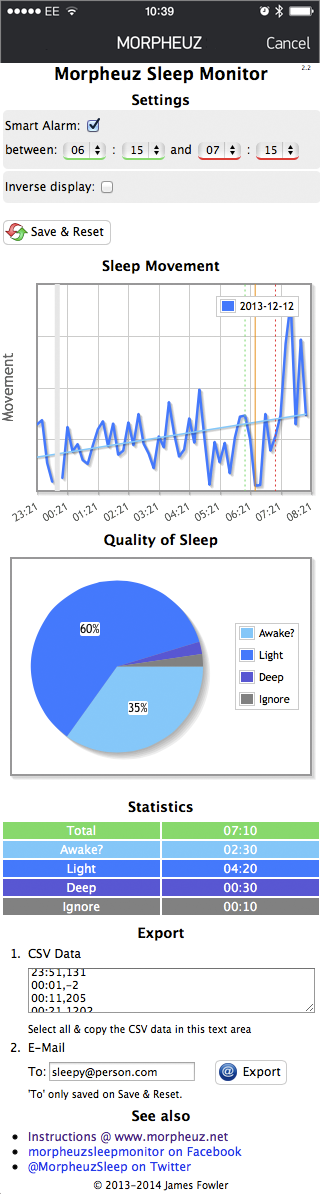 EE 10:39
MORPHEUZ Cancel
Morpheuz Sleep Monitor 2.2
Settings
Smart Alarm:
between: 06 : 15 and 07 : 15
Inverse display:
Save & Reset
Sleep Movement
2013-12-12
Movement
23:21 00:21 01:21 02:21 03:21 04:21 05:21 06:21 07:21 08:21
Quality of Sleep
60%
35%
Awake?
Light
Deep
Ignore
Statistics
Total 07:10
Awake? 02:30
Light 04:20
Deep 00:30
Ignore 00:10
Export
1. CSV Data
23:51,131
00:01,-2
00:11,205
00:21,1202
Select all & copy the CSV data in this text area
2. E-Mail
To: sleepy@person.com @ Export
'To' only saved on Save & Reset.
See also
• Instructions @ www.morpheuz.net
• morpheuzsleepmonitor on Facebook
• @MorpheuzSleep on Twitter
© 2013-2014 James Fowler